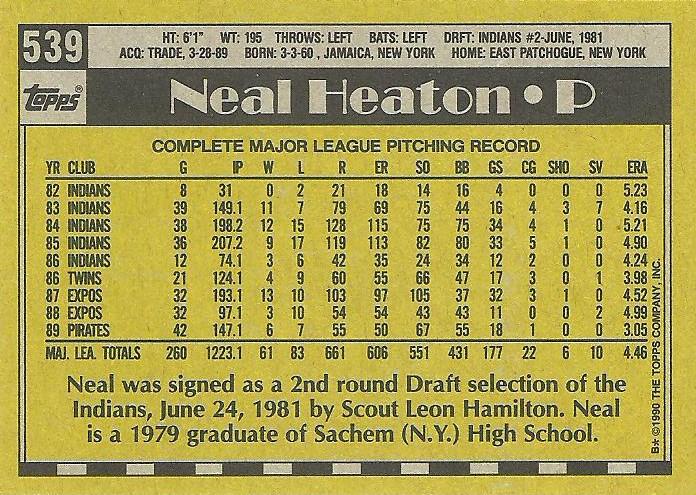 539
HT: 6'1" WT: 195 THROWS: LEFT BATS: LEFT DRFT: INDIANS #2-JUNE, 1981
ACQ: TRADE, 3-28-89 BORN: 3-3-60 , JAMAICA, NEW YORK HOME: EAST PATCHOGUE, NEW YORK
Topps®
Neal Heaton • P
COMPLETE MAJOR LEAGUE PITCHING RECORD
YR CLUB G IP W L R ER SO BB GS CG SHO SV ERA
82 INDIANS 8 31 0 2 21 18 14 16 4 0 0 0 5.23
83 INDIANS 39 149.1 11 7 79 69 75 44 16 4 3 7 4.16
84 INDIANS 38 198.2 12 15 128 115 75 75 34 4 1 0 5.21
85 INDIANS 36 207.2 9 17 119 113 82 80 33 5 1 0 4.90
86 INDIANS 12 74.1 3 6 42 35 24 34 12 2 0 0 4.24
86 TWINS 21 124.1 4 9 60 55 66 47 17 3 0 1 3.98
87 EXPOS 32 193.1 13 10 103 97 105 37 32 3 1 0 4.52
88 EXPOS 32 97.1 3 10 54 54 43 43 11 0 0 2 4.99
89 PIRATES 42 147.1 6 7 55 50 67 55 18 1 0 0 3.05
MAJ. LEA. TOTALS 260 1223.1 61 83 661 606 551 431 177 22 6 10 4.46
Neal was signed as a 2nd round Draft selection of the
Indians, June 24, 1981 by Scout Leon Hamilton. Neal
is a 1979 graduate of Sachem (N.Y.) High School.
B* ©1990 THE TOPPS COMPANY, INC.